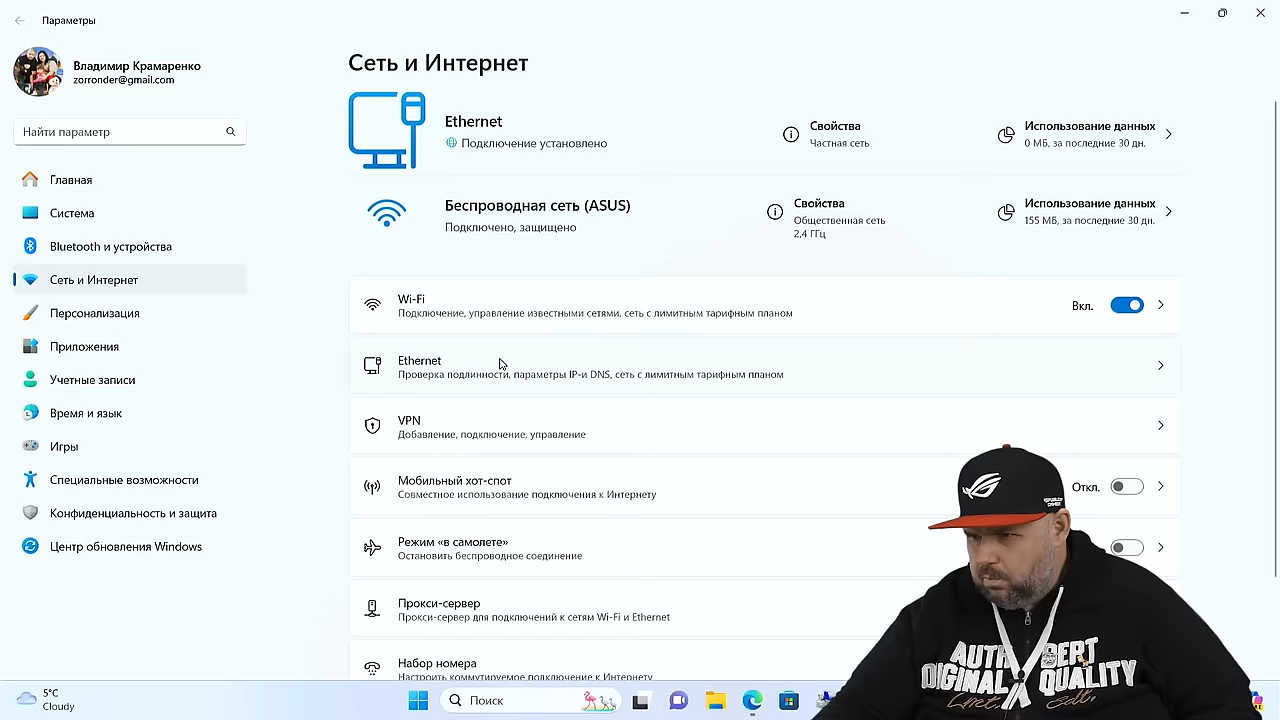 Параметры
Владимир Крамаренко
zorronder@gmail.com
Найти параметр
Главная
Система
Bluetooth и устройства
Сеть и Интернет
Персонализация
Приложения
Учетные записи
Время и язык
Игры
Специальные возможности
Конфиденциальность и защита
Центр обновления Windows
Сеть и Интернет
Ethernet
Подключение установлено
Свойства
Частная сеть
Использование данных
0 МБ, за последние 30 дн.
Беспроводная сеть (ASUS)
Подключено, защищено
Свойства
Общественная сеть
2,4 ГГц
Использование данных
155 МБ, за последние 30 дн.
Wi-Fi
Подключение, управление известными сетями, сеть с лимитным тарифным планом
Вкл.
Ethernet
Проверка подлинности, параметры IP-и DNS, сеть с лимитным тарифным планом
VPN
Добавление, подключение, управление
Мобильный хот-спот
Совместное использование подключения к Интернету
Откл.
Режим «в самолете»
Остановить беспроводное соединение
Прокси-сервер
Прокси-сервер для подключений к сетям Wi-Fi и Ethernet
Набор номера
Настроить коммутируемое подключение к Интернету
5°C
Cloudy
Поиск
ORIGINAL QUALITY